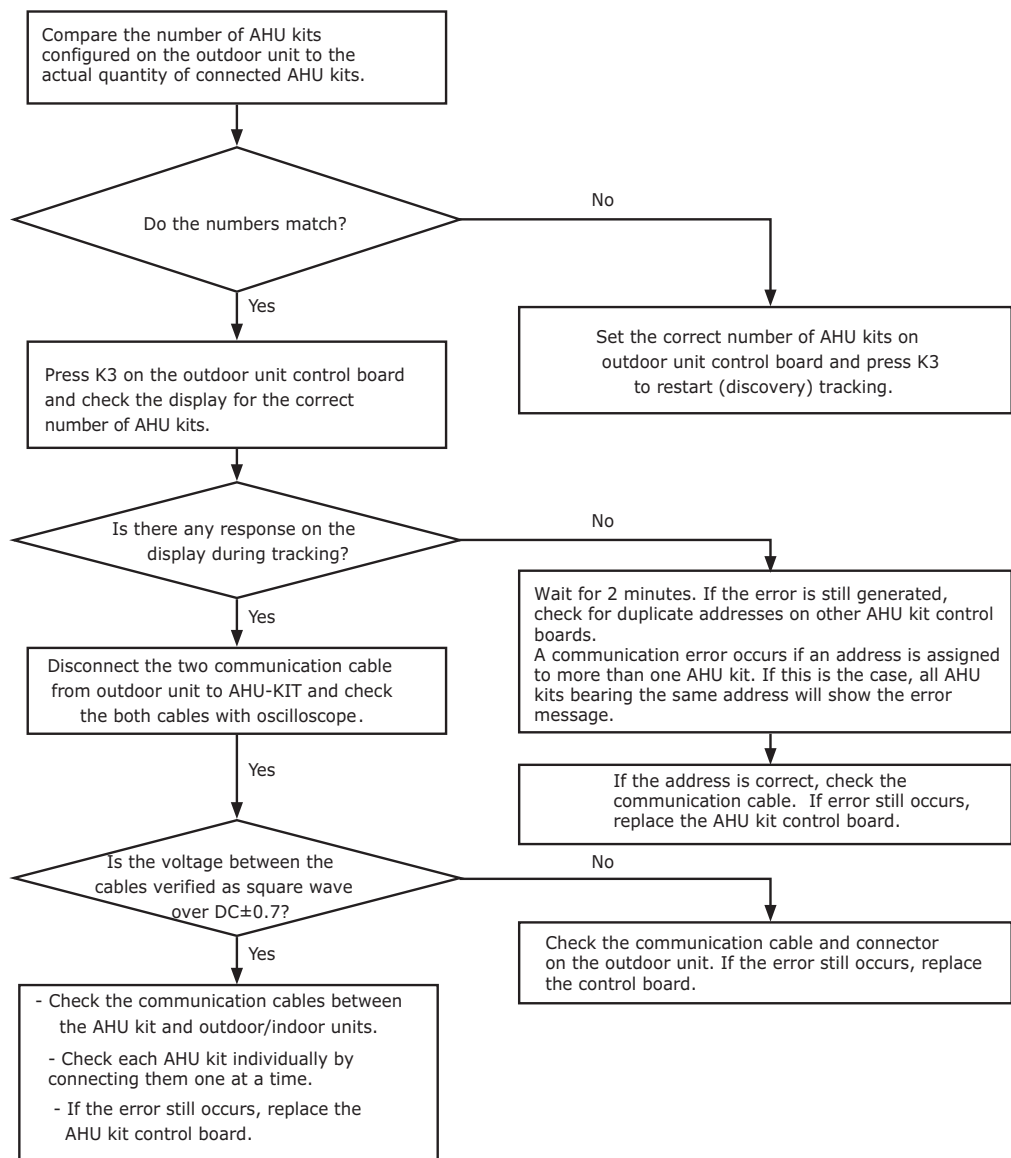 Compare the number of AHU kits
configured on the outdoor unit to the
actual quantity of connected AHU kits.
Do the numbers match?
No
Yes
Set the correct number of AHU kits on
outdoor unit control board and press K3
to restart (discovery) tracking.
Press K3 on the outdoor unit control board
and check the display for the correct
number of AHU kits.
Is there any response on the
display during tracking?
No
Yes
Wait for 2 minutes. If the error is still generated,
check for duplicate addresses on other AHU kit control
boards.
A communication error occurs if an address is assigned
to more than one AHU kit. If this is the case, all AHU
kits bearing the same address will show the error
message.
Disconnect the two communication cable
from outdoor unit to AHU-KIT and check
the both cables with oscilloscope.
Yes
If the address is correct, check the
communication cable. If error still occurs,
replace the AHU kit control board.
Is the voltage between the
cables verified as square wave
over DC±0.7?
No
Yes
Check the communication cable and connector
on the outdoor unit. If the error still occurs, replace
the control board.
- Check the communication cables between
the AHU kit and outdoor/indoor units.
- Check each AHU kit individually by
connecting them one at a time.
- If the error still occurs, replace the
AHU kit control board.